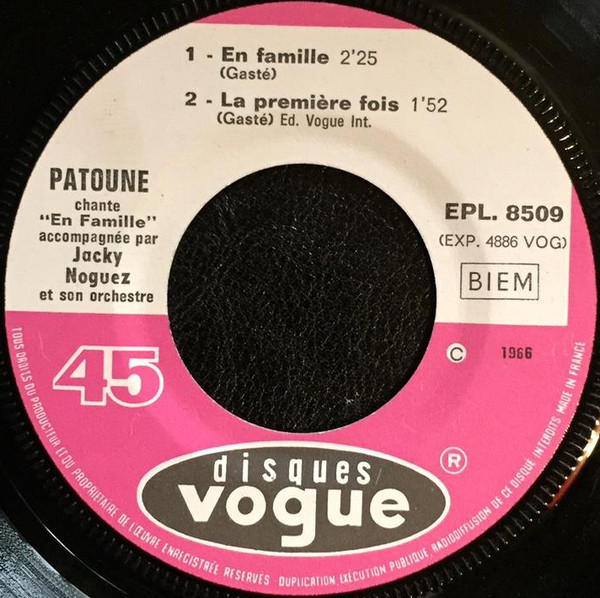 1 - En famille 2'25
(Gasté)
2 - La première fois 1'52
(Gasté) Ed. Vogue Int.
PATOUNE
chante
"En Famille"
accompagnée par
Jacky
Noguez
et son orchestre
EPL. 8509
(EXP. 4886 VOG)
BIEM
45
© 1966
disques
vogue
®
TOUS DROITS DU PRODUCTEUR ET DU PROPRIETAIRE DE L'ŒUVRE ENREGISTRÉE RESERVÉS DUPLICATION EXÉCUTION PUBLIQUE, RADIODIFFUSION DE CE DISQUE INTERDITS MADE IN FRANCE